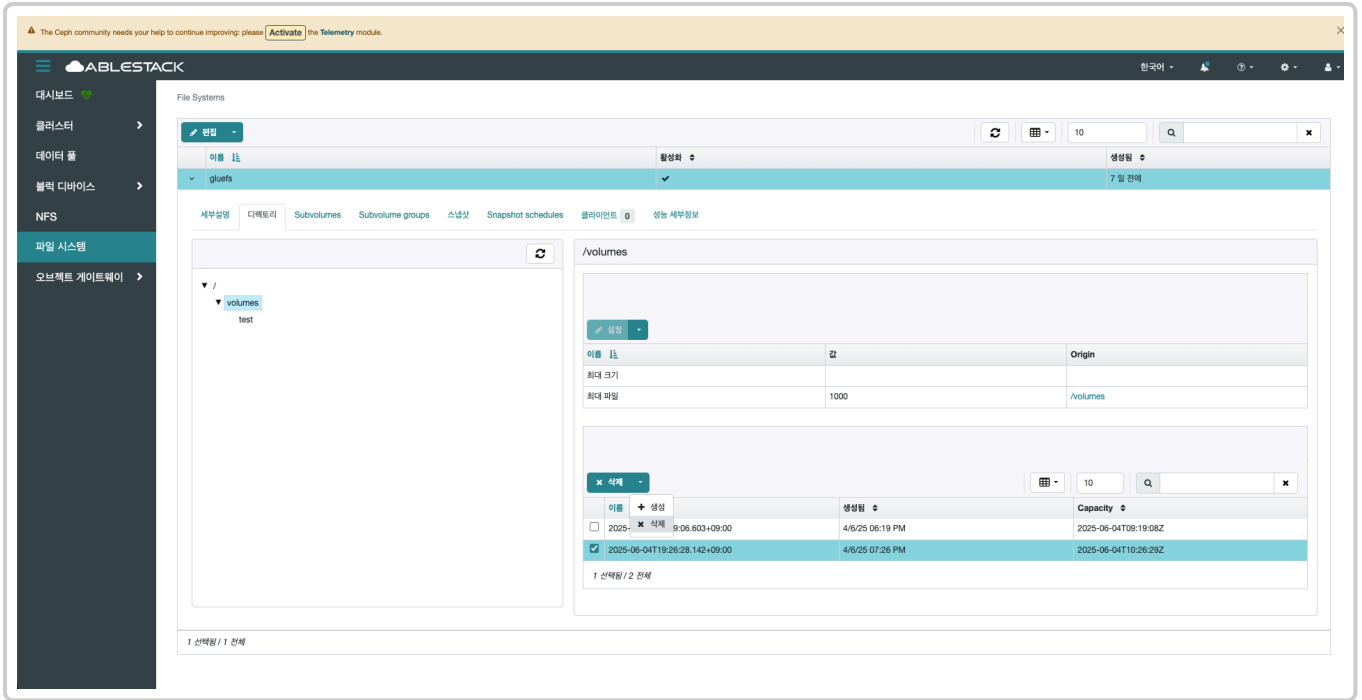 The Ceph community needs your help to continue improving: please Activate the Telemetry module.
ABLESTACK
한국어
대시보드
클러스터
데이터 풀
블럭 디바이스
NFS
파일 시스템
오브젝트 게이트웨이
File Systems
편집
10
이름 활성화 생성됨
gluefs 7 일 전에
세부설명 디렉토리 Subvolumes Subvolume groups 스냅샷 Snapshot schedules 클라이언트 0 성능 세부정보
/
volumes
test
/volumes
설정
이름 값 Origin
최대 크기
최대 파일 1000 /volumes
삭제
10
이름 생성됨 Capacity
생성
삭제
2025- 9:06.603+09:00 4/6/25 06:19 PM 2025-06-04T09:19:08Z
2025-06-04T19:26:28.142+09:00 4/6/25 07:26 PM 2025-06-04T10:26:29Z
1 선택됨 / 2 전체
1 선택됨 / 1 전체